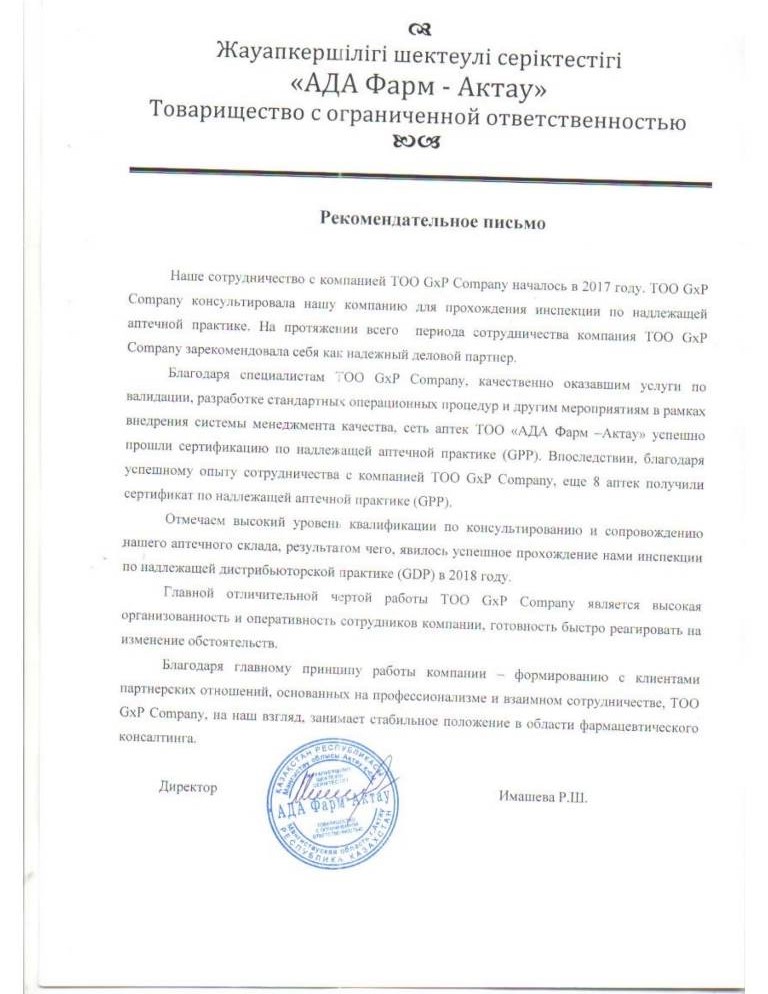 Жауапкершілігі шектеулі серіктестігі
«АДА Фарм - Актау»
Товарищество с ограниченной ответственностью
Рекомендательное письмо
Наше сотрудничество с компанией ТОО GxP Company началось в 2017 году. ТОО GxP
Company консультировала нашу компанию для прохождения инспекции по надлежащей
аптечной практике. На протяжении всего периода сотрудничества компания ТОО GxP
Company зарекомендовала себя как надежный деловой партнер.
Благодаря специалистам ТОО GxP Company, качественно оказавшим услуги по
валидации, разработке стандартных операционных процедур и другим мероприятиям в рамках
внедрения системы менеджмента качества, сеть аптек ТОО «АДА Фарм –Актау» успешно
прошли сертификацию по надлежащей аптечной практике (GPP). Впоследствии, благодаря
успешному опыту сотрудничества с компанией ТОО GxP Company, еще 8 аптек получили
сертификат по надлежащей аптечной практике (GPP).
Отмечаем высокий уровень квалификации по консультированию и сопровождению
нашего аптечного склада, результатом чего, явилось успешное прохождение нами инспекции
по надлежащей дистрибьюторской практике (GDP) в 2018 году.
Главной отличительной чертой работы ТОО GxP Company является высокая
организованность и оперативность сотрудников компании, готовность быстро реагировать на
изменение обстоятельств.
Благодаря главному принципу работы компании – формированию с клиентами
партнерских отношений, основанных на профессионализме и взаимном сотрудничестве, ТОО
GxP Company, на наш взгляд, занимает стабильное положение в области фармацевтического
консалтинга.
Директор
Имашева Р.Ш.
ҚАЗАҚСТАН РЕСПУБЛИКАСЫ
АДА Фарм-Актау
ТОВАРИЩЕСТВО
С ОГРАНИЧЕННОЙ
ОТВЕТСТВЕННОСТЬЮ
Мангистауская область г.Актау
РЕСПУБЛИКА КАЗАХСТАН